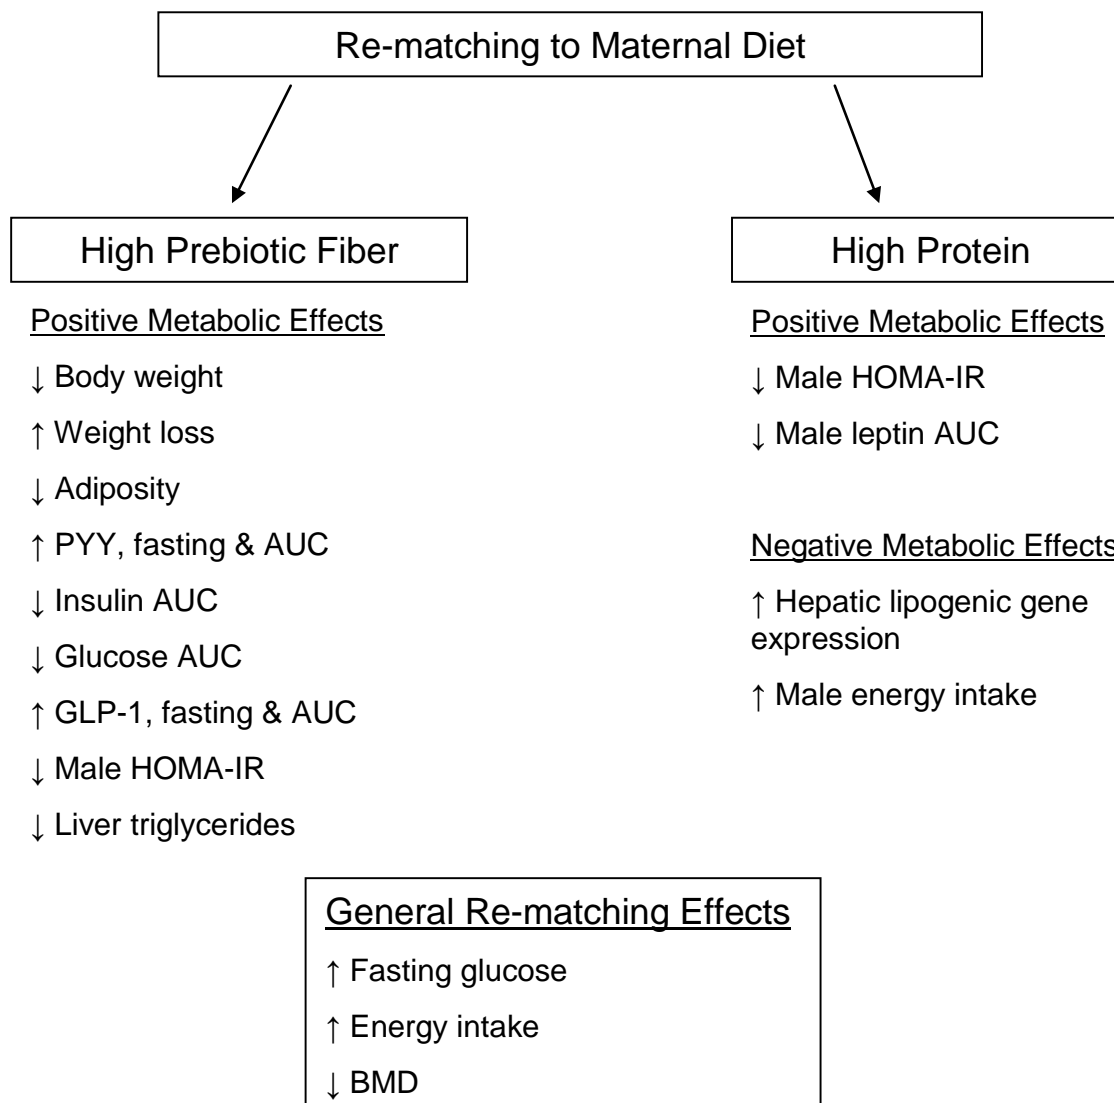 Re-matching to Maternal Diet
High Prebiotic Fiber
Positive Metabolic Effects
↓ Body weight
↑ Weight loss
↓ Adiposity
↑ PYY, fasting & AUC
↓ Insulin AUC
↓ Glucose AUC
↑ GLP-1, fasting & AUC
↓ Male HOMA-IR
↓ Liver triglycerides
High Protein
Positive Metabolic Effects
↓ Male HOMA-IR
↓ Male leptin AUC
Negative Metabolic Effects
↑ Hepatic lipogenic gene
expression
↑ Male energy intake
General Re-matching Effects
↑ Fasting glucose
↑ Energy intake
↓ BMD